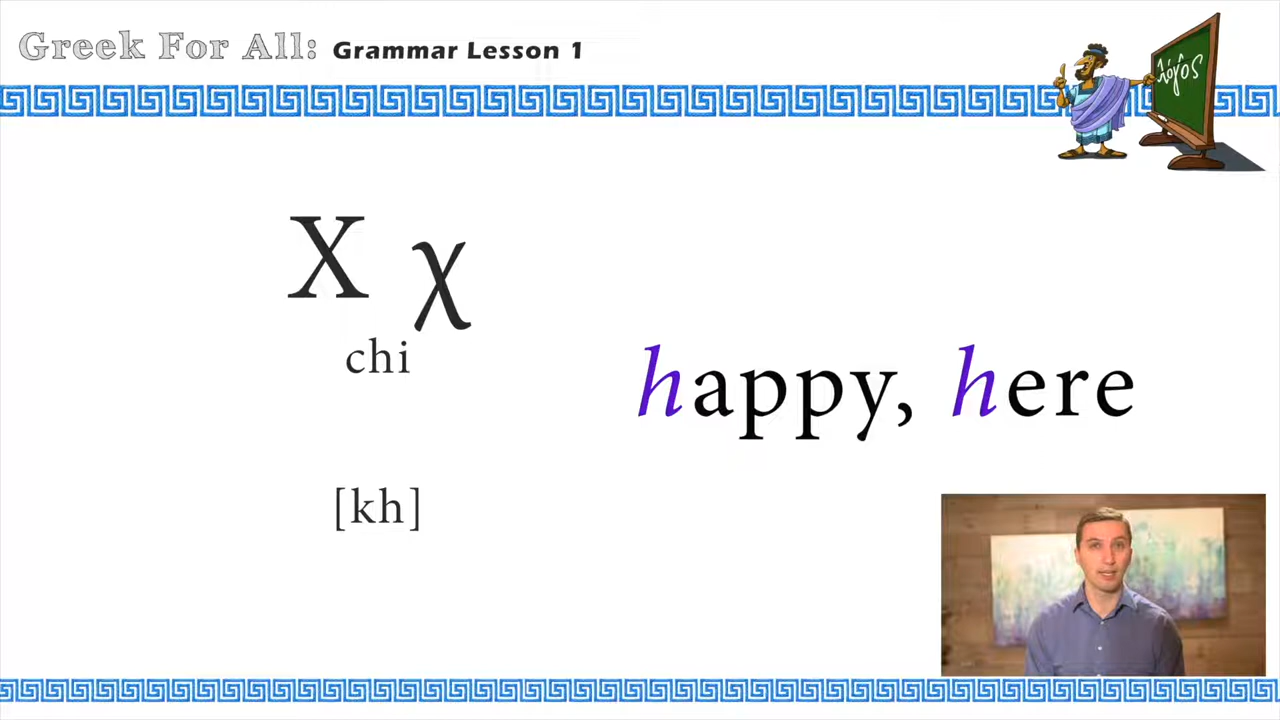 Greek For All: Grammar Lesson 1
λόγος
Χ χ
chi
happy, here
[kh]